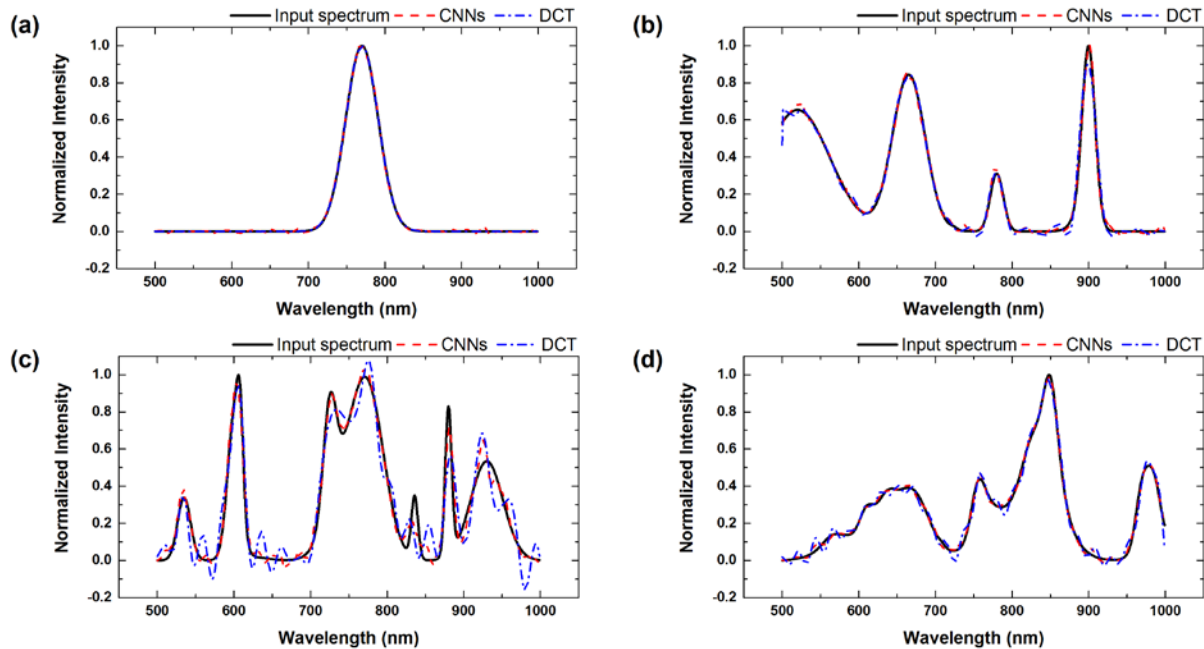 (a)
Input spectrum CNNs DCT
Normalized Intensity
1.0
0.8
0.6
0.4
0.2
0.0
-0.2
500 600 700 800 900 1000
Wavelength (nm)
(b)
Input spectrum CNNs DCT
Normalized Intensity
1.0
0.8
0.6
0.4
0.2
0.0
-0.2
500 600 700 800 900 1000
Wavelength (nm)
(c)
Input spectrum CNNs DCT
Normalized Intensity
1.0
0.8
0.6
0.4
0.2
0.0
-0.2
500 600 700 800 900 1000
Wavelength (nm)
(d)
Input spectrum CNNs DCT
Normalized Intensity
1.0
0.8
0.6
0.4
0.2
0.0
-0.2
500 600 700 800 900 1000
Wavelength (nm)